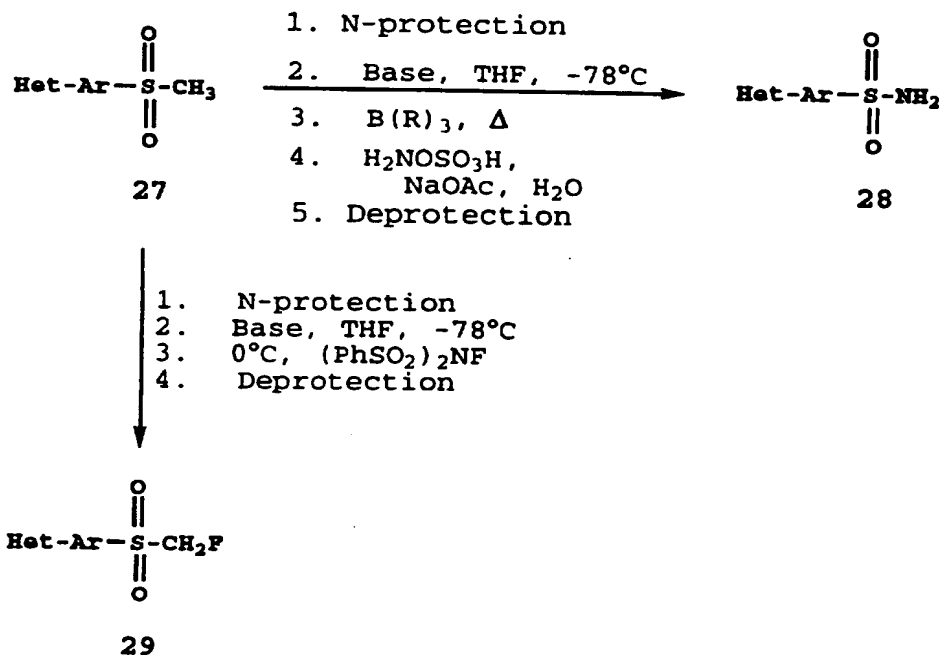 O
Het-Ar-S-CH₃
O
27
1. N-protection
2. Base, THF, -78°C
3. B(R)₃, Δ
4. H₂NOSO₃H,
NaOAc, H₂O
5. Deprotection
O
Het-Ar-S-NH₂
O
28
1. N-protection
2. Base, THF, -78°C
3. 0°C, (PhSO₂)₂NF
4. Deprotection
O
Het-Ar-S-CH₂F
O
29